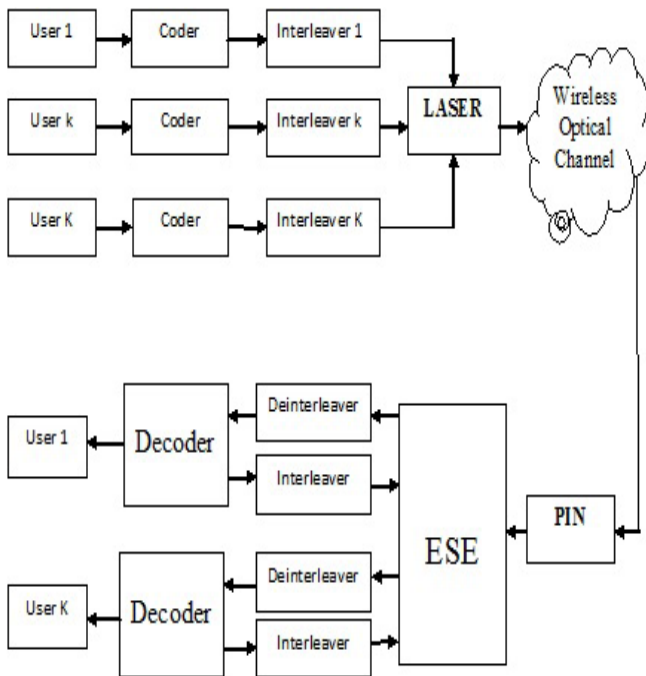 User 1
Coder
Interleaver 1
User k
Coder
Interleaver k
LASER
Wireless
Optical
Channel
User K
Coder
Interleaver K
User 1
Decoder
Deinterleaver
Interleaver
ESE
PIN
User K
Decoder
Deinterleaver
Interleaver